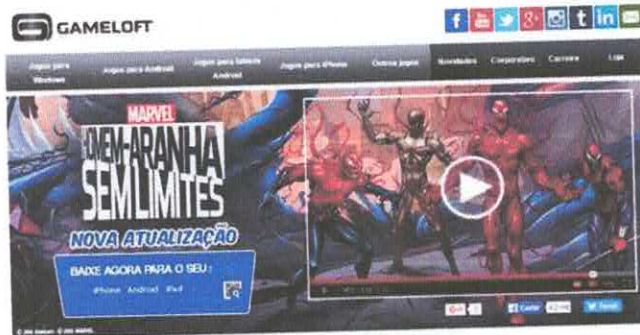 GAMELOFT
Jogos para Windows
Jogos para Android
Jogos para tablets Android
Jogos para iPhone
Outros jogos
Novidades
Corporativo
Carreira
MARVEL
HOMEM-ARANHA
SEM LIMITES
NOVA ATUALIZAÇÃO
BAIXE AGORA PARA O SEU:
iPhone Android iPad
Curtir
Tweet